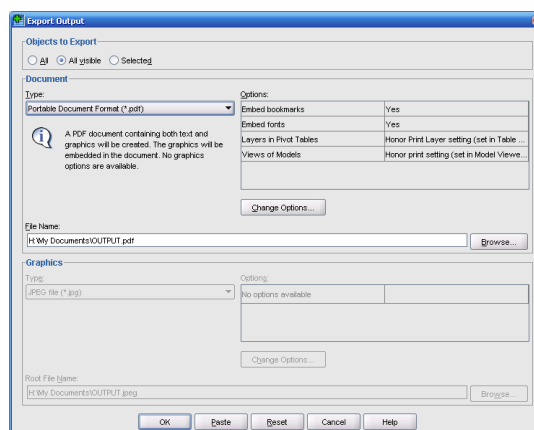 Export Output
Objects to Export
All All visible Selected
Document
Type: Options:
Portable Document Format (*.pdf) Embed bookmarks Yes
Embed fonts Yes
A PDF document containing both text and Layers in Pivot Tables Honor Print Layer setting (set in Table ...
graphics will be created. The graphics will be Views of Models Honor print setting (set in Model Viewe...
embedded in the document. No graphics
options are available.
Change Options...
File Name:
H:\My Documents\OUTPUT.pdf Browse...
Graphics
Type: Options:
JPEG file (*.jpg) No options available
Change Options...
Root File Name:
H:\My Documents\OUTPUT.jpeg Browse...
OK Paste Reset Cancel Help